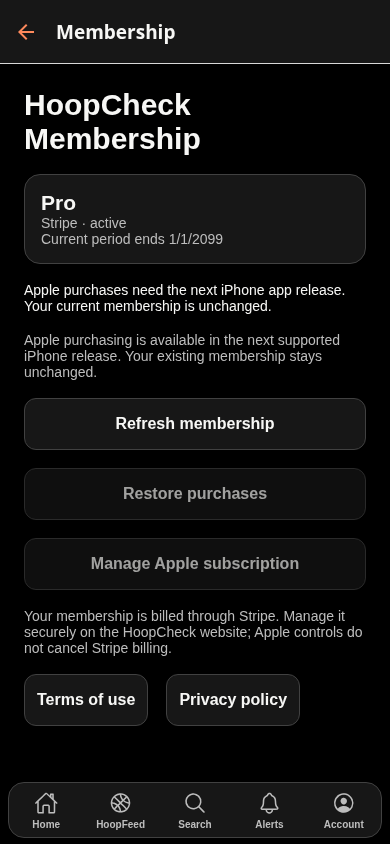 Membership
HoopCheck
Membership
Pro
Stripe · active
Current period ends 1/1/2099
Apple purchases need the next iPhone app release.
Your current membership is unchanged.
Apple purchasing is available in the next supported
iPhone release. Your existing membership stays
unchanged.
Refresh membership
Restore purchases
Manage Apple subscription
Your membership is billed through Stripe. Manage it
securely on the HoopCheck website; Apple controls do
not cancel Stripe billing.
Terms of use Privacy policy
Home HoopFeed Search Alerts Account